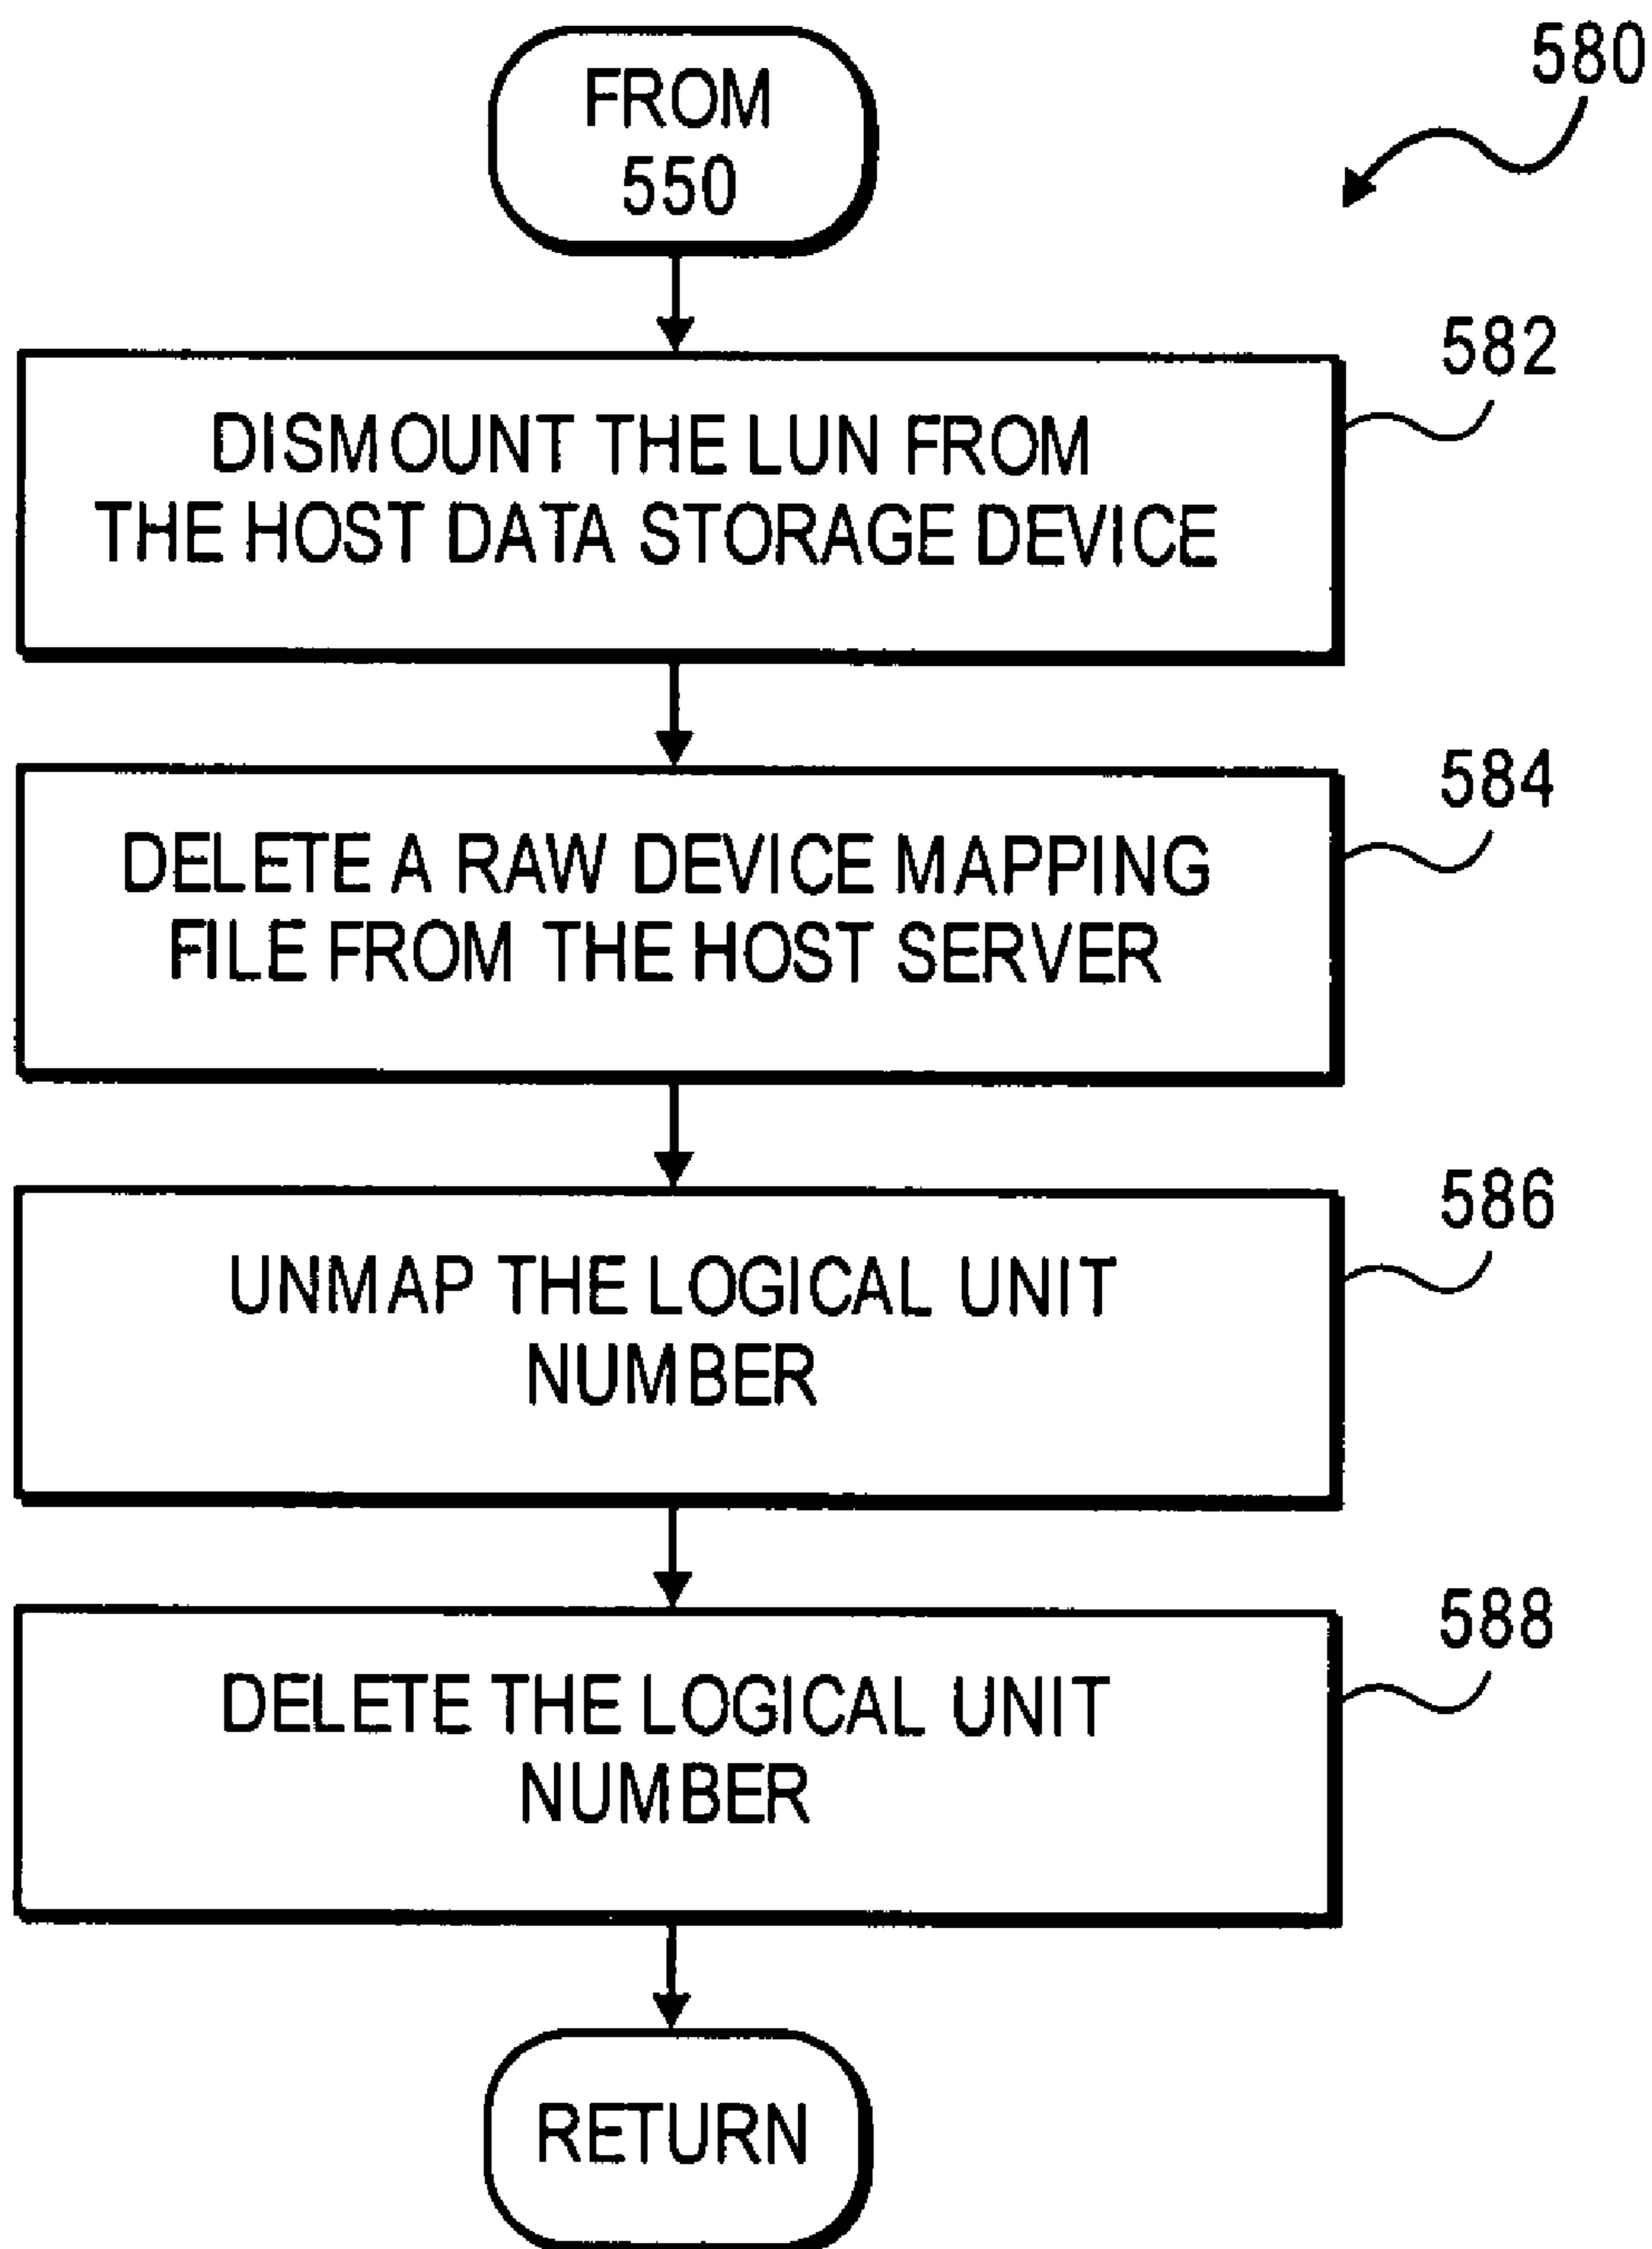 FROM
550
580
DISMOUNT THE LUN FROM
THE HOST DATA STORAGE DEVICE
582
DELETE A RAW DEVICE MAPPING
FILE FROM THE HOST SERVER
584
UNMAP THE LOGICAL UNIT
NUMBER
586
DELETE THE LOGICAL UNIT
NUMBER
588
RETURN